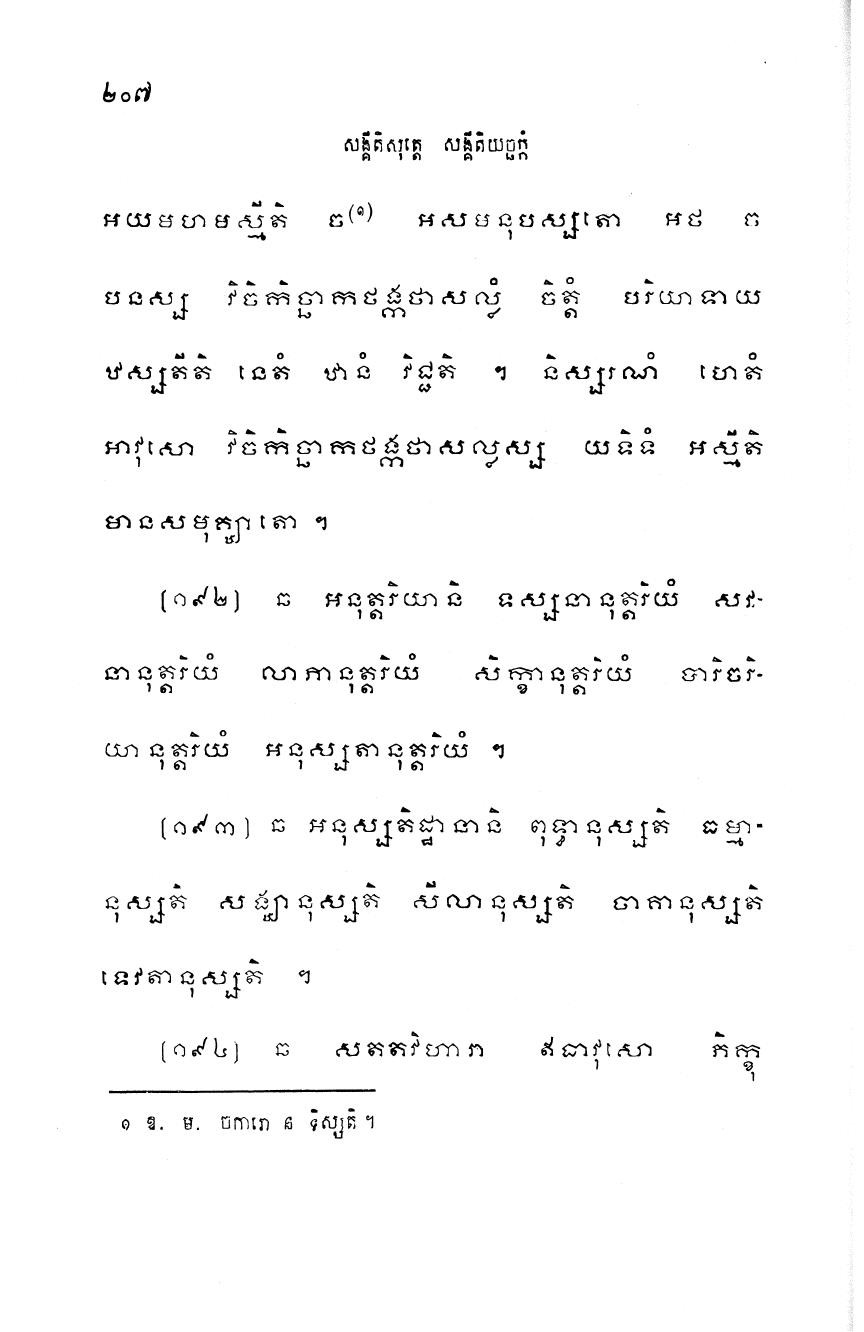 ២០៧
សង្គីតិសុត្តេ សង្គីតិយច្ឆក្កំ
អយមហមស្មីតិ ច(១) អសមនុបស្សតោ អថ ច
បនស្ស វិចិកិច្ឆាកថង្កថាសល្លំ ចិត្តំ បរិយាទាយ
ឋស្សតីតិ នេតំ ឋានំ វិជ្ជតិ ។ និស្សរណំ ហេតំ
អាវុសោ វិចិកិច្ឆាកថង្កថាសល្លស្ស យទិទំ អស្មីតិ
មានសមុគ្ឃាតោ ។
(១៩២) ឆ អនុត្តរិយានិ ទស្សនានុត្តរិយំ សវ-
នានុត្តរិយំ លាភានុត្តរិយំ សិក្ខានុត្តរិយំ បារិចរិ-
យានុត្តរិយំ អនុស្សតានុត្តរិយំ ។
(១៩៣) ឆ អនុស្សតិដ្ឋានានិ ពុទ្ធានុស្សតិ ធម្មា-
នុស្សតិ សង្ឃានុស្សតិ សីលានុស្សតិ ចាគានុស្សតិ
ទេវតានុស្សតិ ។
(១៩៤) ឆ សតតវិហារា ឥធាវុសោ ភិក្ខុ
១ ឱ. ម. ចការោ ន ទិស្សតិ ។